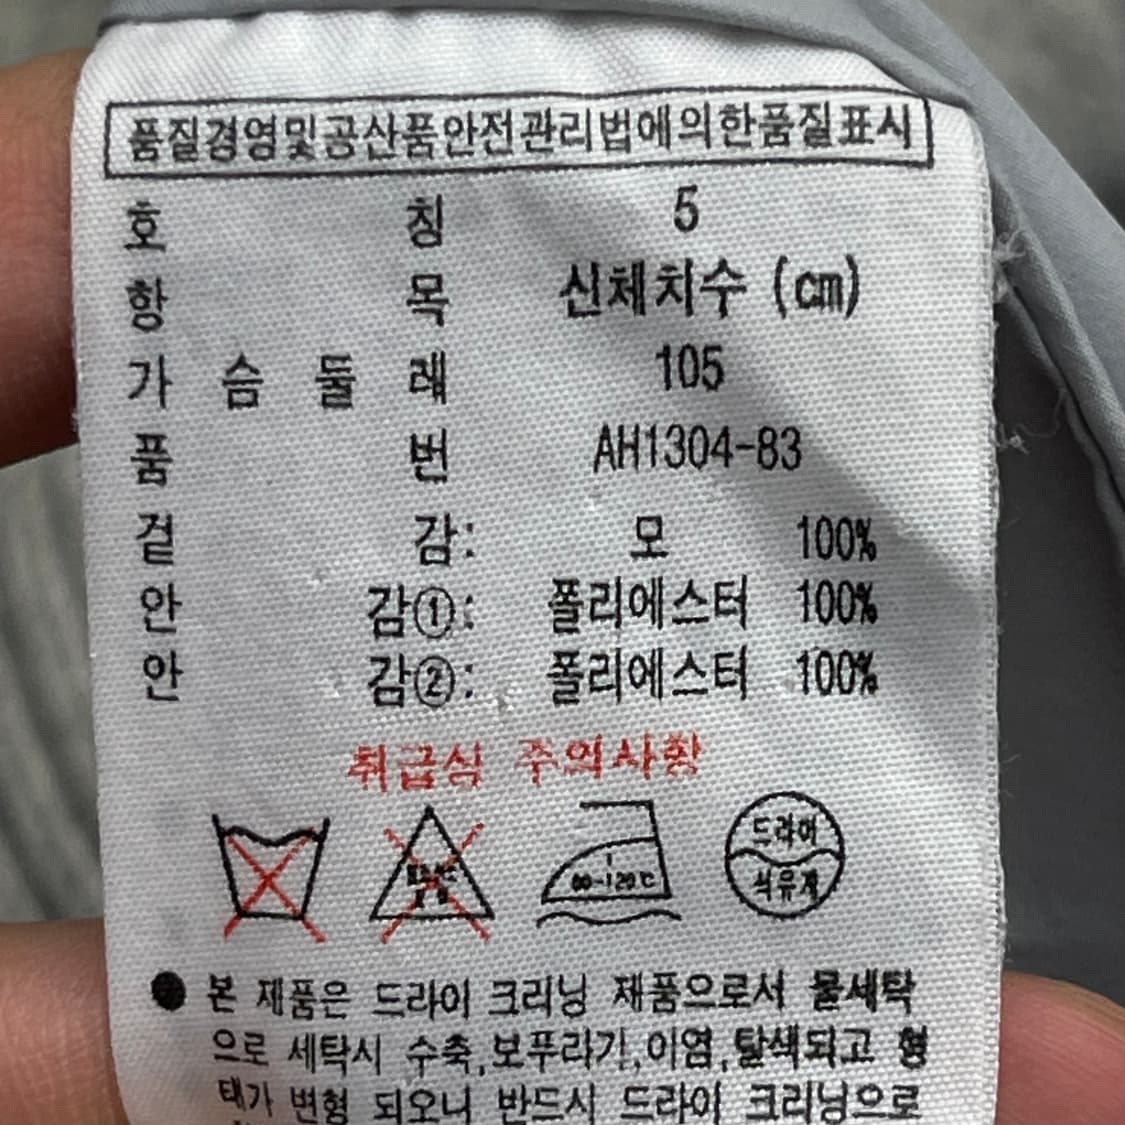 품질경영및공산품안전관리법에의한품질표시
호 칭 5
항 목 신체치수 (cm)
가 슴 둘 레 105
품 번 AH1304-83
겉 감: 모 100%
안 감①: 폴리에스터 100%
안 감②: 폴리에스터 100%
취급심 주의사항
80-120℃
드라이
석유계
● 본 제품은 드라이 크리닝 제품으로서 물세탁
으로 세탁시 수축,보푸라기,이염,탈색되고 형
태가 변형 되오니 반드시 드라이 크리닝으로